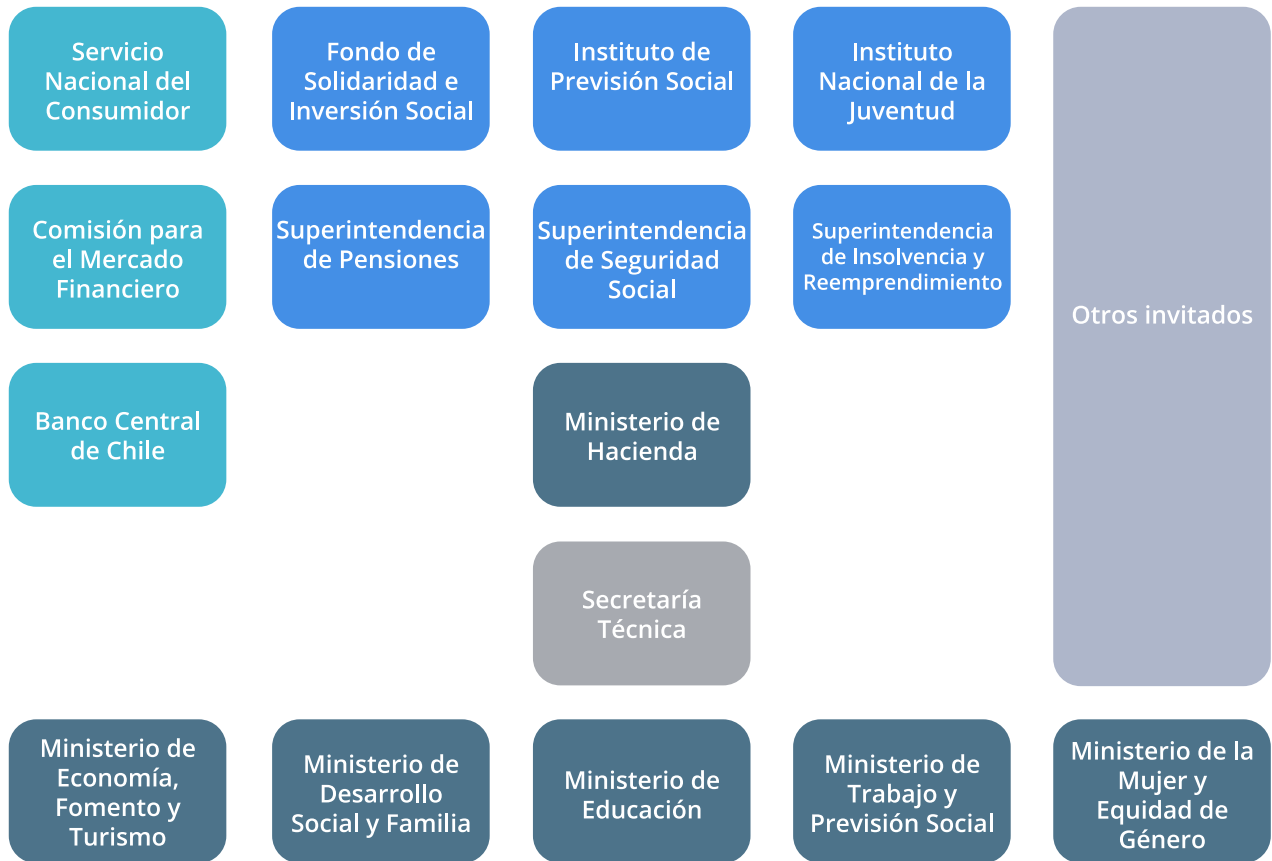 Servicio
Nacional del
Consumidor
Fondo de
Solidaridad e
Inversión Social
Instituto de
Previsión Social
Instituto
Nacional de la
Juventud
Comisión para
el Mercado
Financiero
Superintendencia
de Pensiones
Superintendencia
de Seguridad
Social
Superintendencia
de Insolvencia y
Reemprendimiento
Otros invitados
Banco Central
de Chile
Ministerio de
Hacienda
Secretaría
Técnica
Ministerio de
Economía,
Fomento y
Turismo
Ministerio de
Desarrollo
Social y Familia
Ministerio de
Educación
Ministerio de
Trabajo y
Previsión Social
Ministerio de la
Mujer y
Equidad de
Género